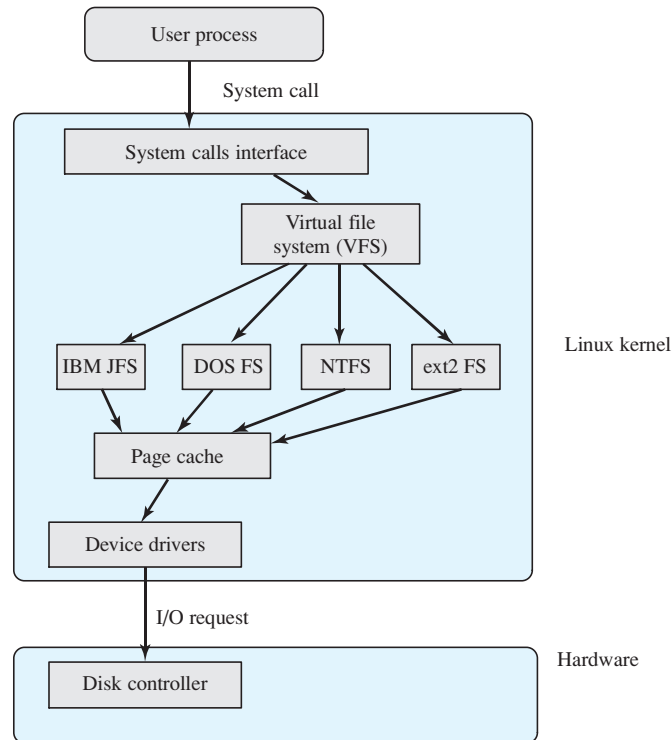 User process
System call
System calls interface
Virtual file
system (VFS)
IBM JFS
DOS FS
NTFS
ext2 FS
Linux kernel
Page cache
Device drivers
I/O request
Hardware
Disk controller